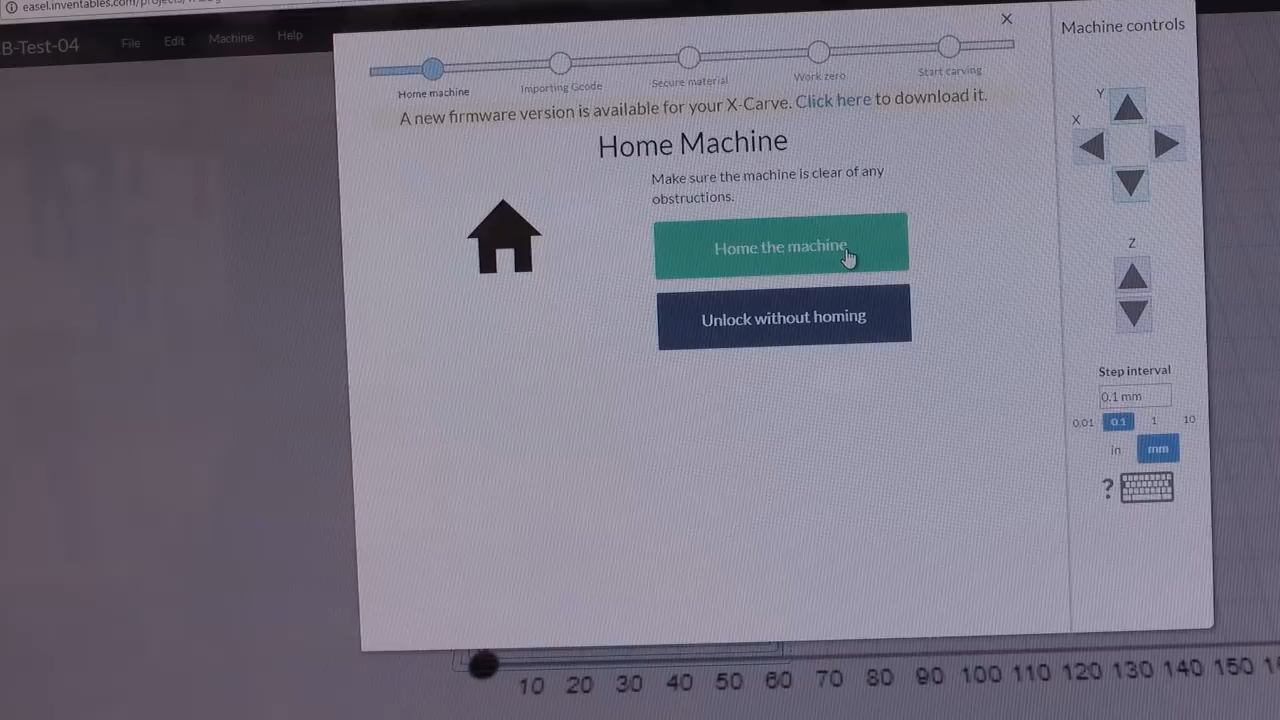 easel.inventables.com/projects/
B-Test-04 File Edit Machine Help
Home machine Importing Gcode Secure material Work zero Start carving
A new firmware version is available for your X-Carve. Click here to download it.
Home Machine
Make sure the machine is clear of any
obstructions.
Home the machine
Unlock without homing
Machine controls
Y
X
Z
Step interval
0.1 mm
0.01 0.1 1 10
in mm
?
10 20 30 40 50 60 70 80 90 100 110 120 130 140 150